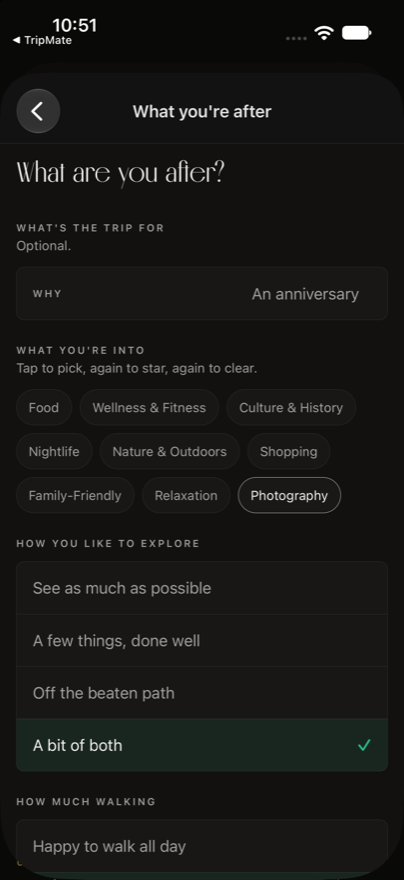 10:51
◀ TripMate
What you're after
What are you after?
WHAT'S THE TRIP FOR
Optional.
WHY An anniversary
WHAT YOU'RE INTO
Tap to pick, again to star, again to clear.
Food Wellness & Fitness Culture & History
Nightlife Nature & Outdoors Shopping
Family-Friendly Relaxation Photography
HOW YOU LIKE TO EXPLORE
See as much as possible
A few things, done well
Off the beaten path
A bit of both
HOW MUCH WALKING
Happy to walk all day